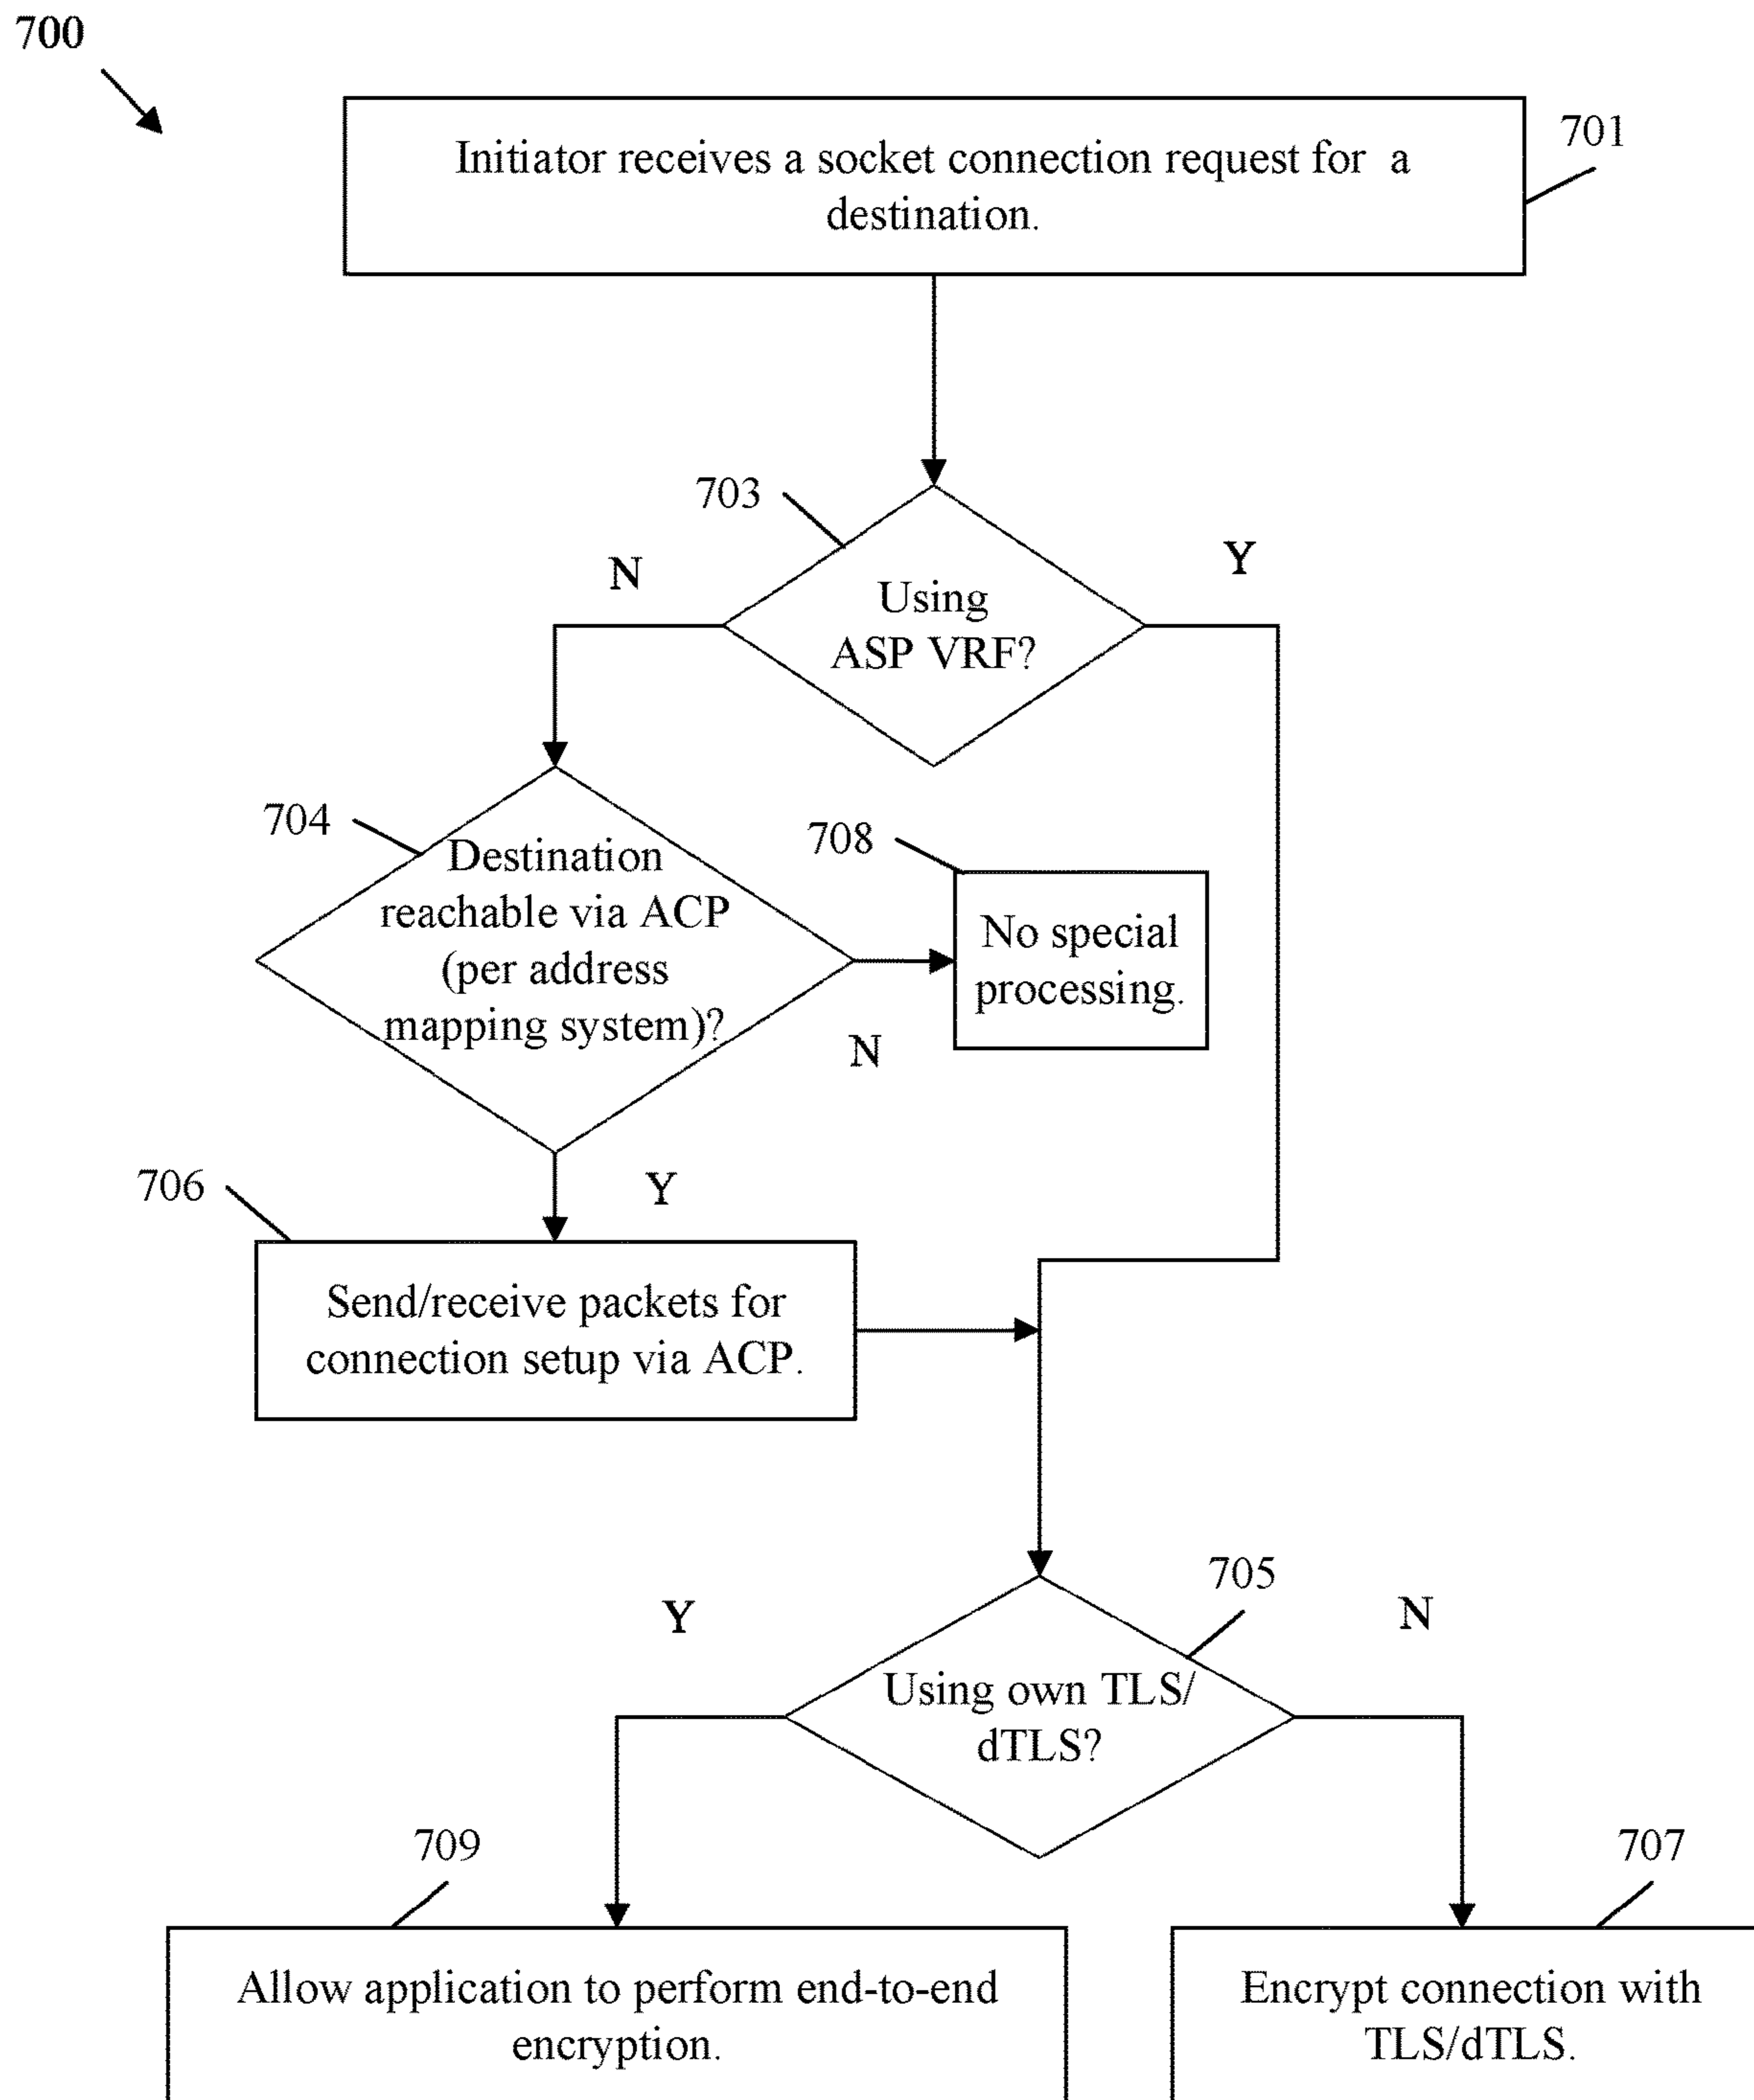 700
701
Initiator receives a socket connection request for a
destination.
703
N
Y
Using
ASP VRF?
704
Destination
reachable via ACP
(per address
mapping system)?
708
No special
processing.
N
706
Y
Send/receive packets for
connection setup via ACP.
705
Y
N
Using own TLS/
dTLS?
709
707
Allow application to perform end-to-end
encryption.
Encrypt connection with
TLS/dTLS.